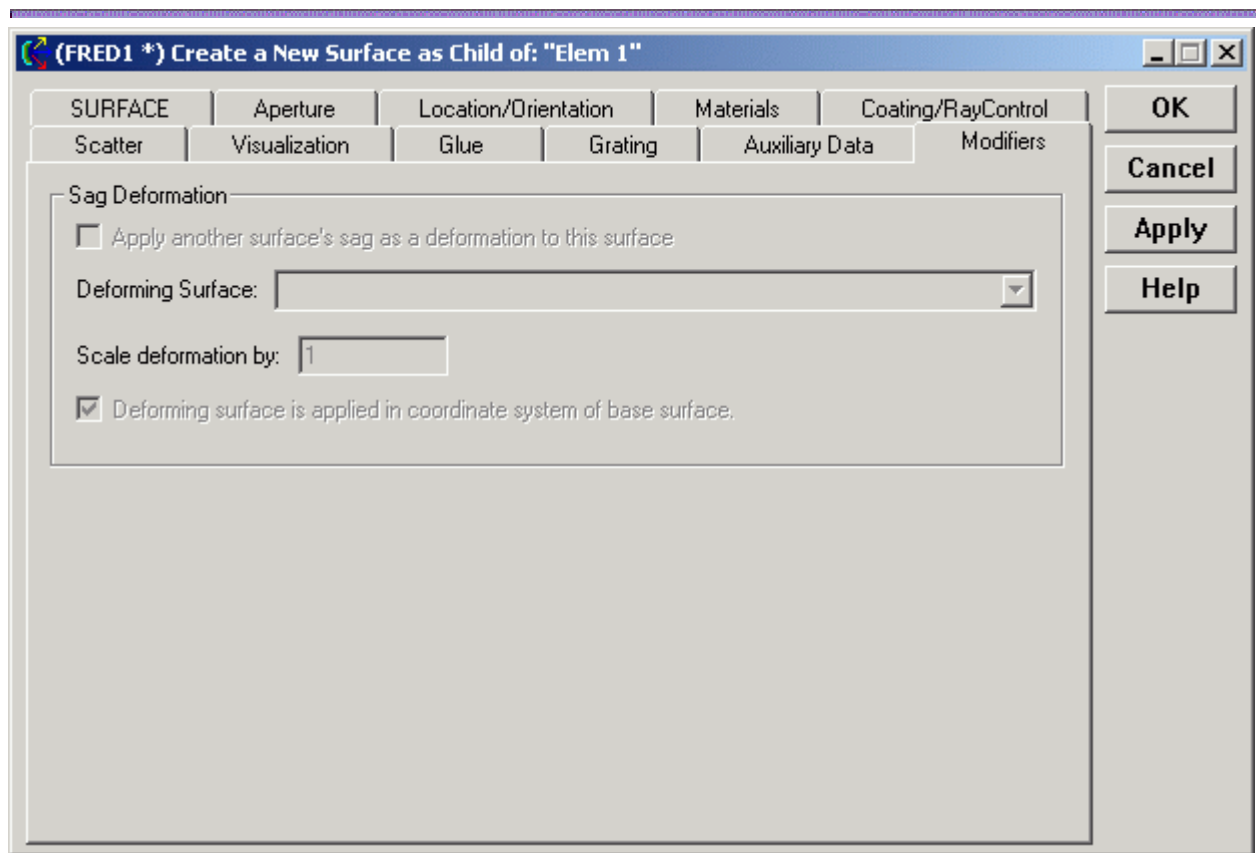 (FRED1 *) Create a New Surface as Child of: "Elem 1"
SURFACE Aperture Location/Orientation Materials Coating/RayControl
Scatter Visualization Glue Grating Auxiliary Data Modifiers
OK
Cancel
Apply
Help
Sag Deformation
Apply another surface's sag as a deformation to this surface
Deforming Surface:
Scale deformation by: 1
Deforming surface is applied in coordinate system of base surface.